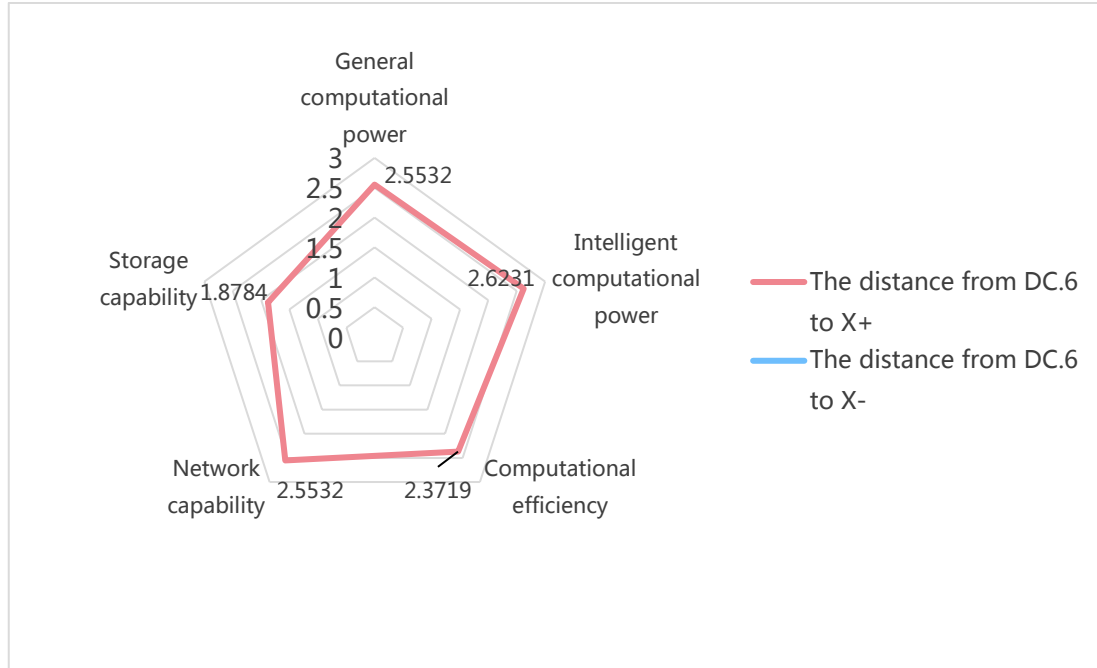 General
computational
power
3
2.5
2
1.5
1
0.5
0
2.5532
Intelligent
computational
power
2.6231
Computational
efficiency
2.3719
Network
capability
2.5532
Storage
capability
1.8784
The distance from DC.6
to X+
The distance from DC.6
to X-